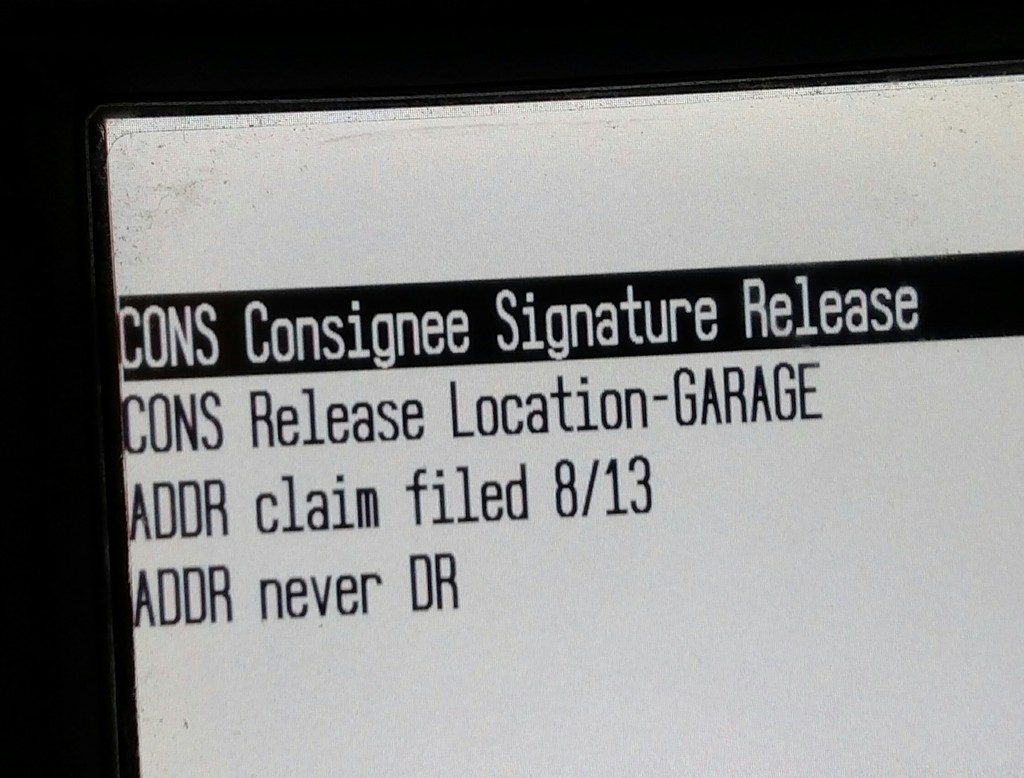 CONS Consignee Signature Release
CONS Release Location-GARAGE
ADDR claim filed 8/13
ADDR never DR